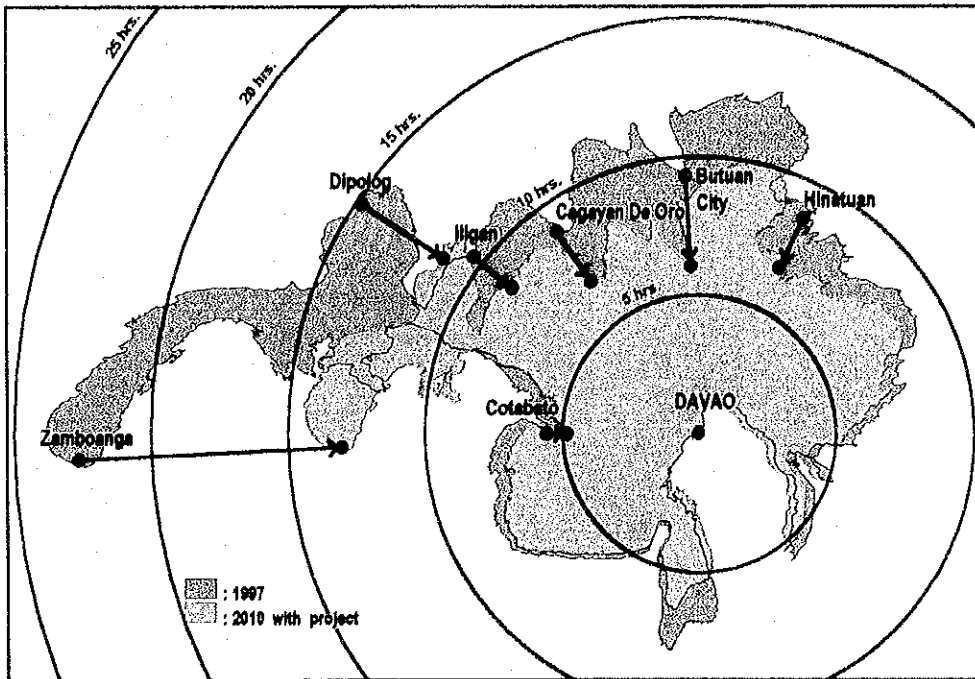 25 hrs.
20 hrs.
15 hrs.
10 hrs.
5 hrs.
Dipolog
Iligan
Cagayan De Oro
Butuan
City
Hinatuan
Cotabato
DAVAO
Zamboanga
: 1997
: 2010 with project